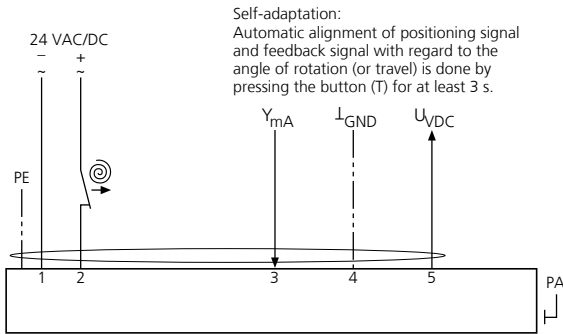 Self-adaptation:
Automatic alignment of positioning signal
and feedback signal with regard to the
angle of rotation (or travel) is done by
pressing the button (T) for at least 3 s.
24 VAC/DC
– +
~ ~
YmA ⊥GND UVDC
PE
1 2 3 4 5
PA